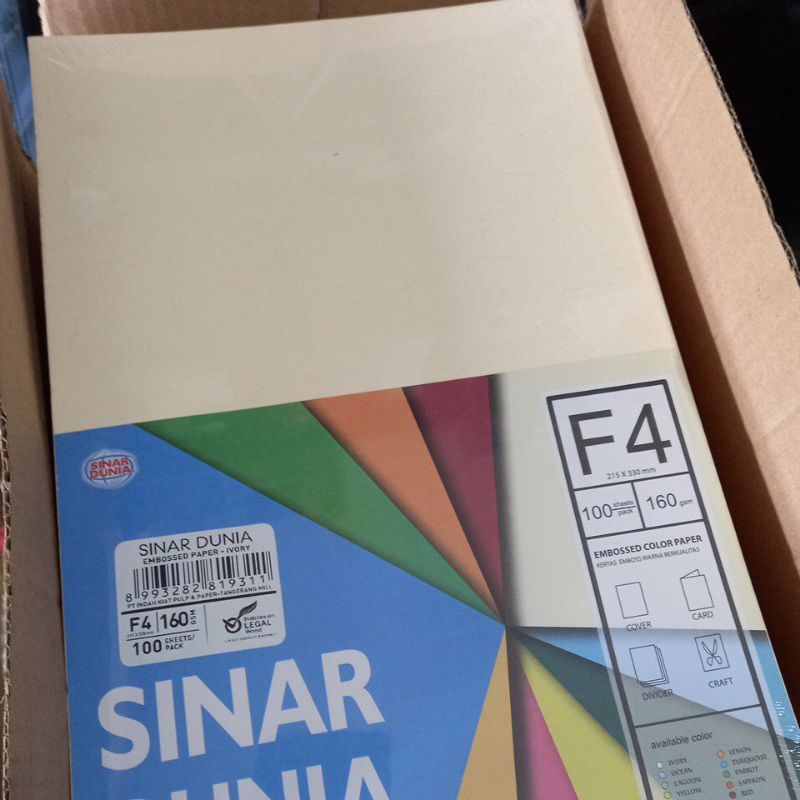 SINAR
DUNIA
SINAR DUNIA
EMBOSSED PAPER - IVORY
8 993282 819311
PT INDAH KIAT PULP & PAPER-TANGERANG MILL
F4 160 GSM
215 X 330 mm
100 SHEETS/
PACK
Indonesian
LEGAL
Wood
SINAR
DUNIA
F4
215 X 330 mm
100 sheets/pack 160 gsm
EMBOSSED COLOR PAPER
KERTAS EMBOSS WARNA BERKUALITAS
COVER CARD
DIVIDER CRAFT
available color
IVORY LEMON
OCEAN TURQUOISE
LAGOON PARROT
YELLOW SAFFRON
RED